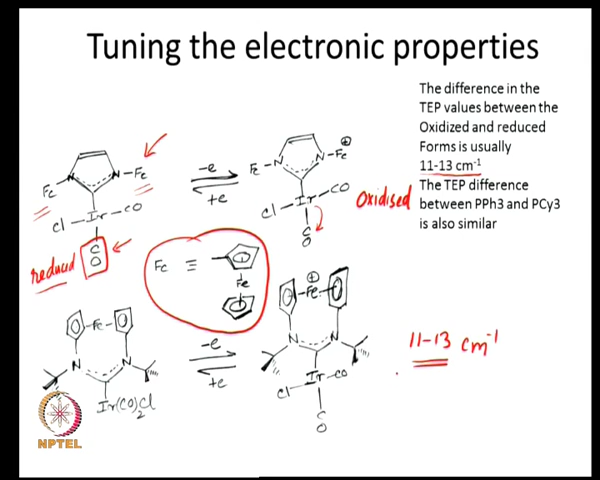 Tuning the electronic properties
The difference in the
TEP values between the
Oxidized and reduced
Forms is usually
11-13 cm-1
The TEP difference
between PPh3 and PCy3
is also similar
N N-Fc
Fc
Cl-Ir-CO
C
O
reduced
-e
+e
⊕
Fc-N N-Fc
Cl-Ir-CO
C
O
Oxidised
Fc ≡
Fe
-Fe-
N N
Ir(CO)2Cl
-e
+e
⊕
-Fe-
N N
Cl-Ir-CO
C
O
11-13 cm-1
NPTEL